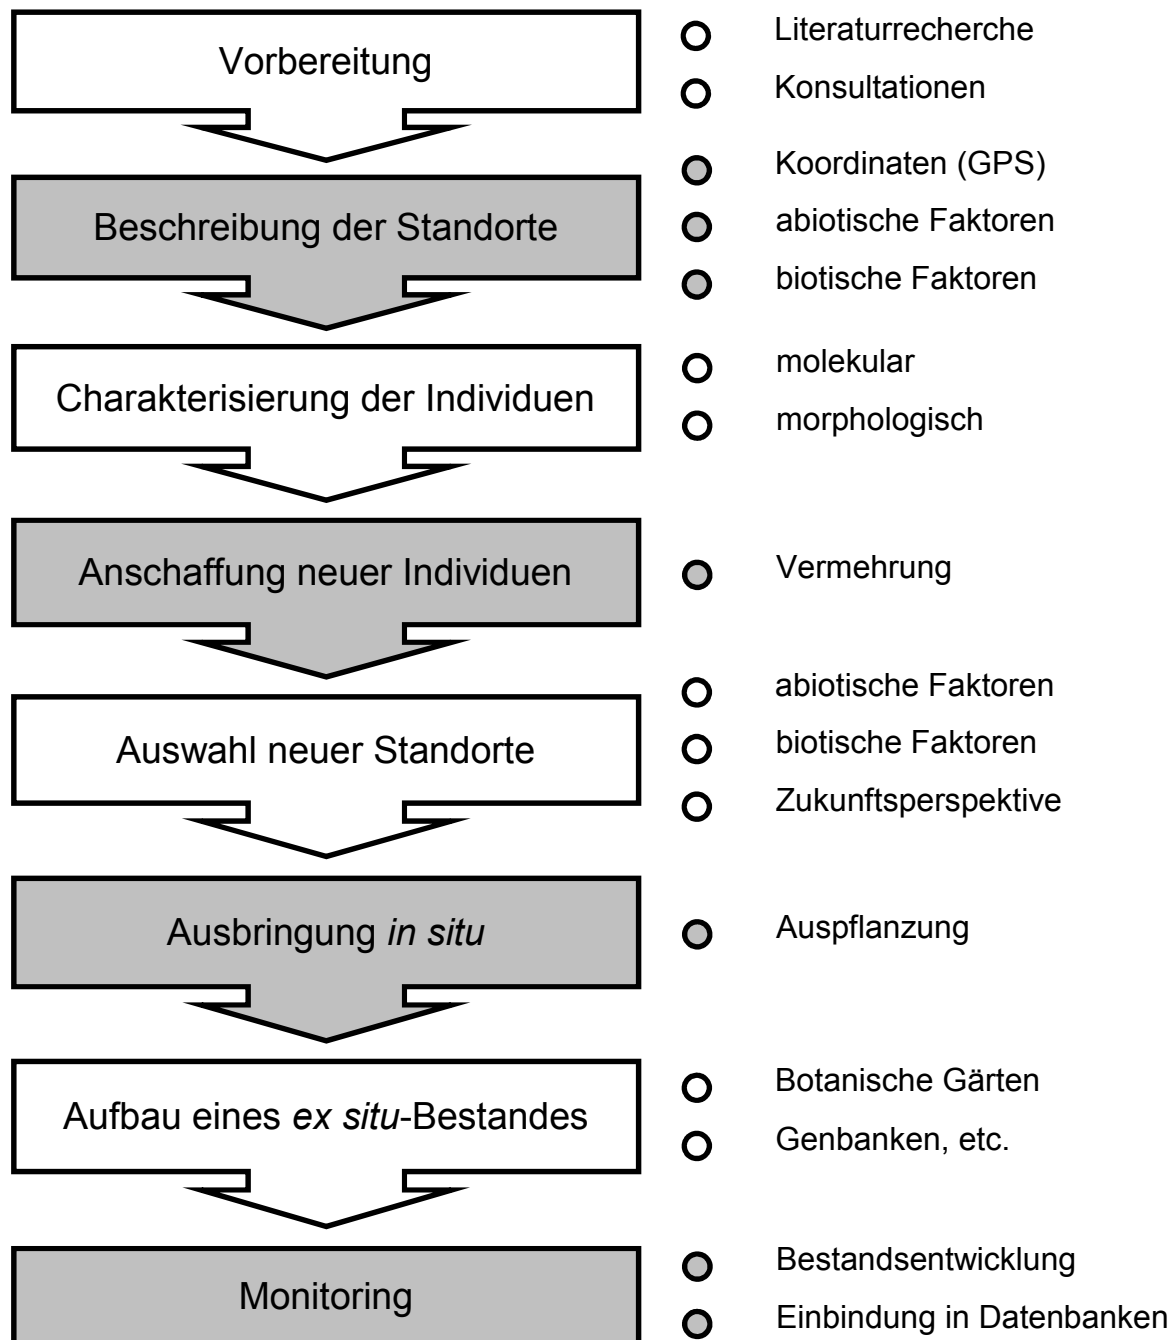 Vorbereitung
Literaturrecherche
Konsultationen
Beschreibung der Standorte
Koordinaten (GPS)
abiotische Faktoren
biotische Faktoren
Charakterisierung der Individuen
molekular
morphologisch
Anschaffung neuer Individuen
Vermehrung
Auswahl neuer Standorte
abiotische Faktoren
biotische Faktoren
Zukunftsperspektive
Ausbringung in situ
Auspflanzung
Aufbau eines ex situ-Bestandes
Botanische Gärten
Genbanken, etc.
Monitoring
Bestandsentwicklung
Einbindung in Datenbanken